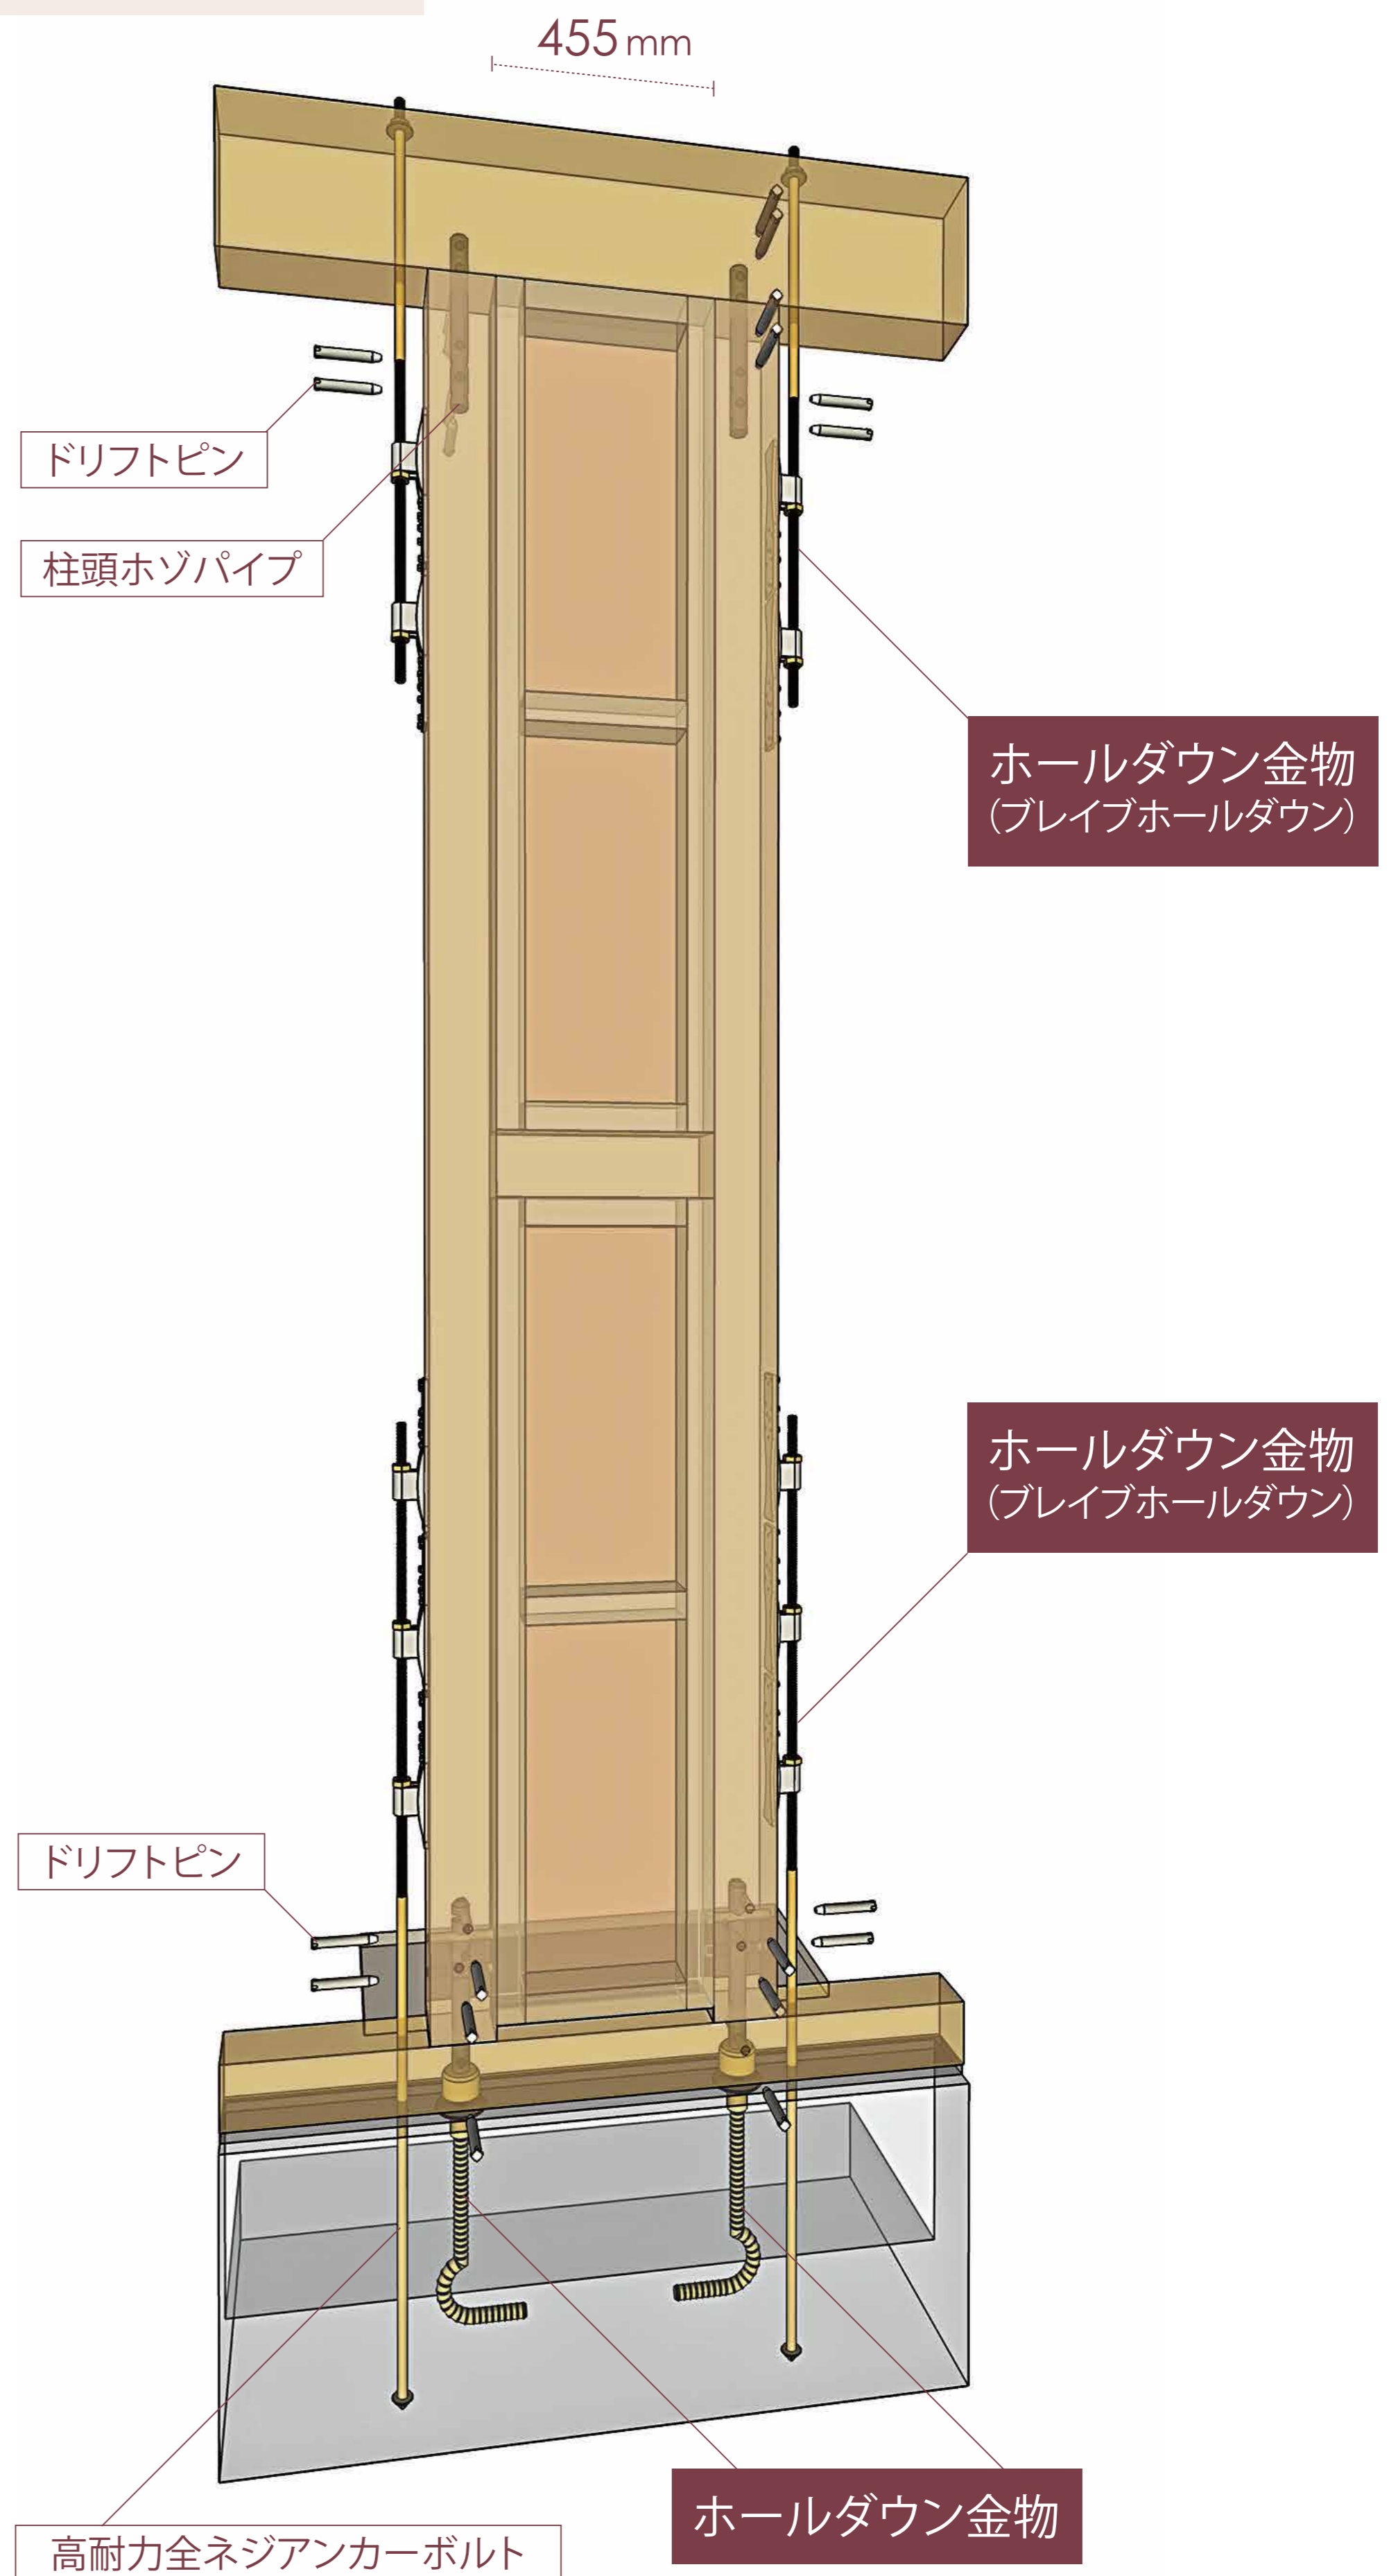 455 mm
ドリフトピン
柱頭ホゾパイプ
ホールダウン金物
（ブレイブホールダウン）
ホールダウン金物
（ブレイブホールダウン）
ドリフトピン
ホールダウン金物
高耐力全ネジアンカーボルト